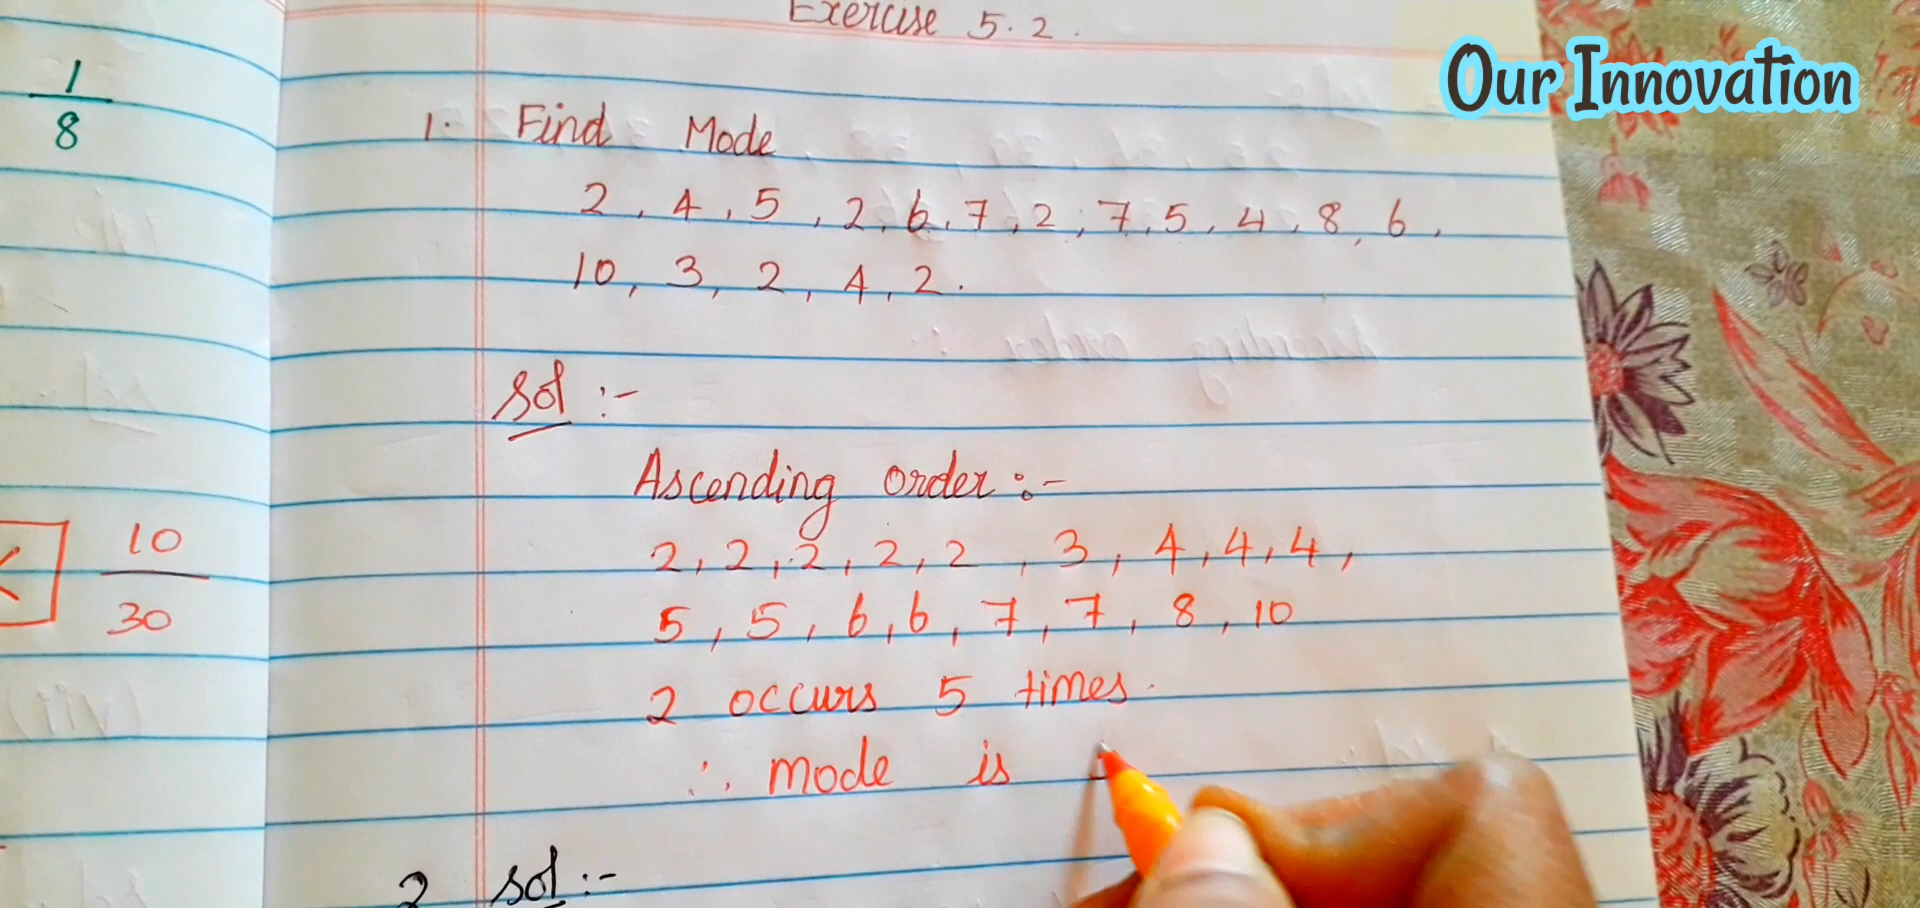 Exercise 5.2.
Our Innovation
1/8
1. Find Mode
2, 4, 5, 2, 6, 7, 2, 7, 5, 4, 8, 6,
10, 3, 2, 4, 2.
Sol :-
Ascending order :-
2, 2, 2, 2, 2, 3, 4, 4, 4,
10/30
5, 5, 6, 6, 7, 7, 8, 10
2 occurs 5 times.
∴ mode is
2 Sol :-